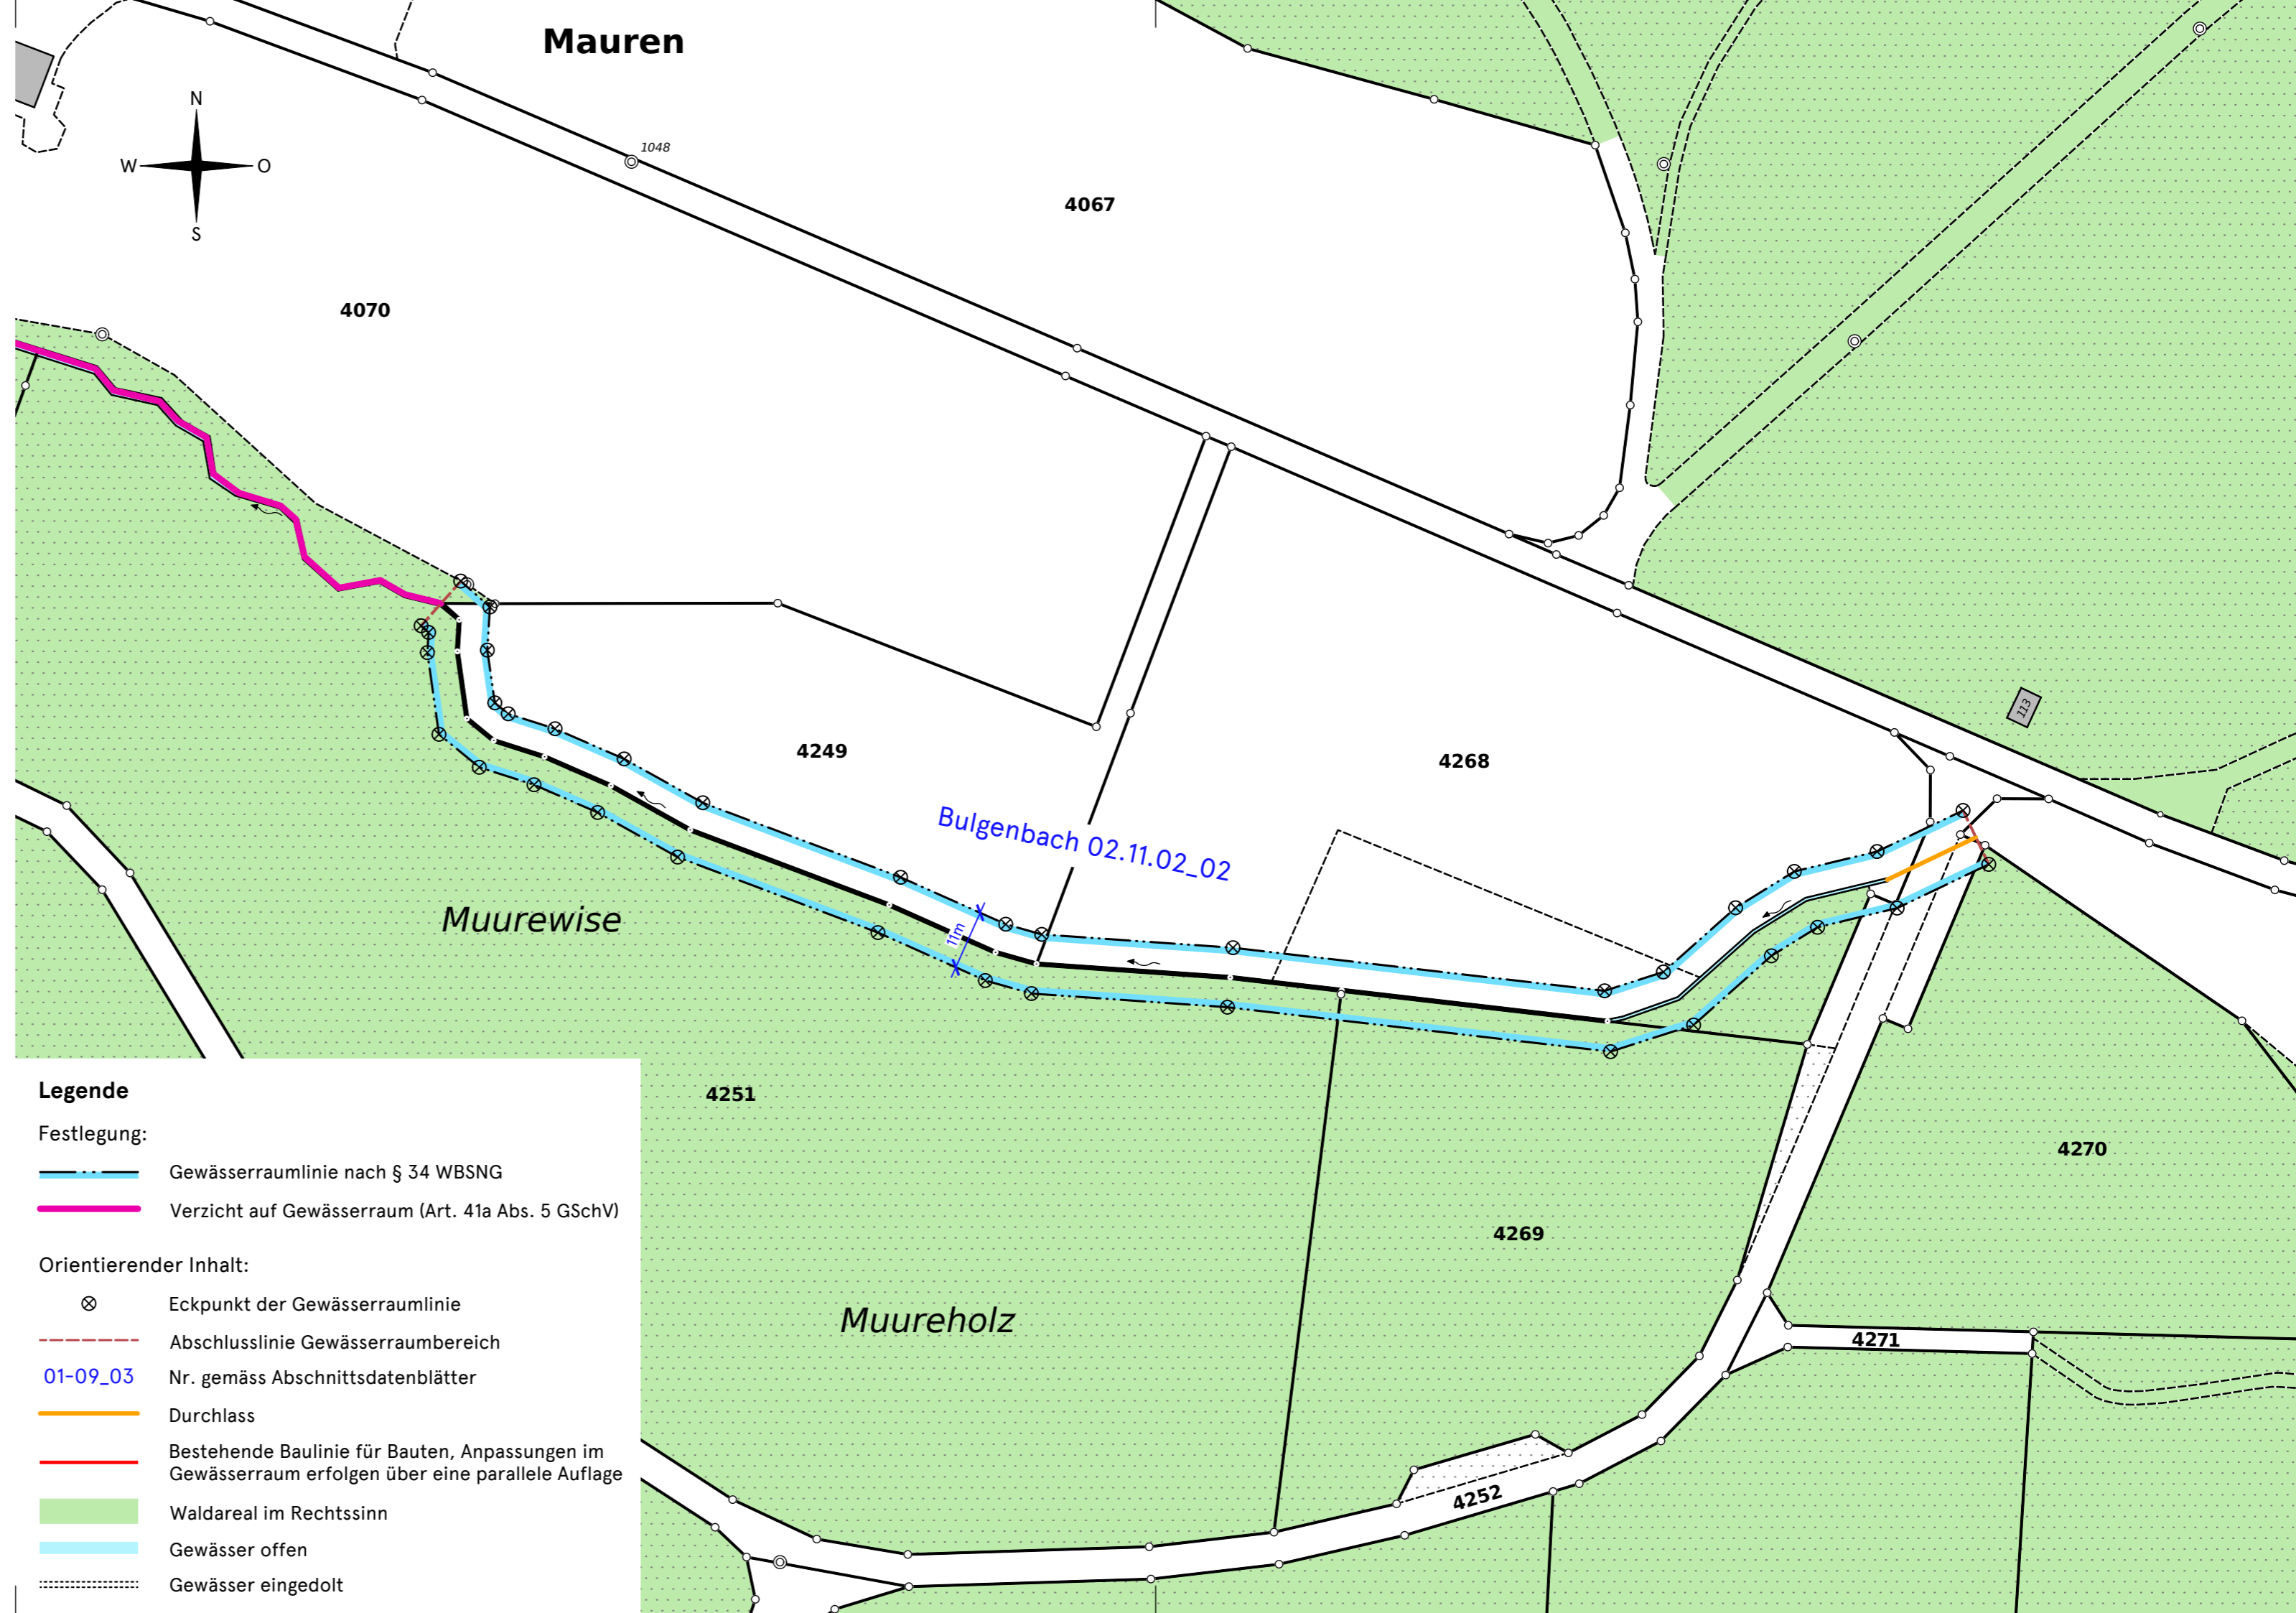 Mauren
N
W
O
S
1048
4067
4070
113
4249
4268
Bulgenbach 02.11.02_02
Muurewise
11m
4251
4270
4269
Muureholz
4271
4252
Legende
Festlegung:
Gewässerraumlinie nach § 34 WBSNG
Verzicht auf Gewässerraum (Art. 41a Abs. 5 GSchV)
Orientierender Inhalt:
Eckpunkt der Gewässerraumlinie
Abschlusslinie Gewässerraumbereich
01-09_03 Nr. gemäss Abschnittsdatenblätter
Durchlass
Bestehende Baulinie für Bauten, Anpassungen im
Gewässerraum erfolgen über eine parallele Auflage
Waldareal im Rechtssinn
Gewässer offen
Gewässer eingedolt